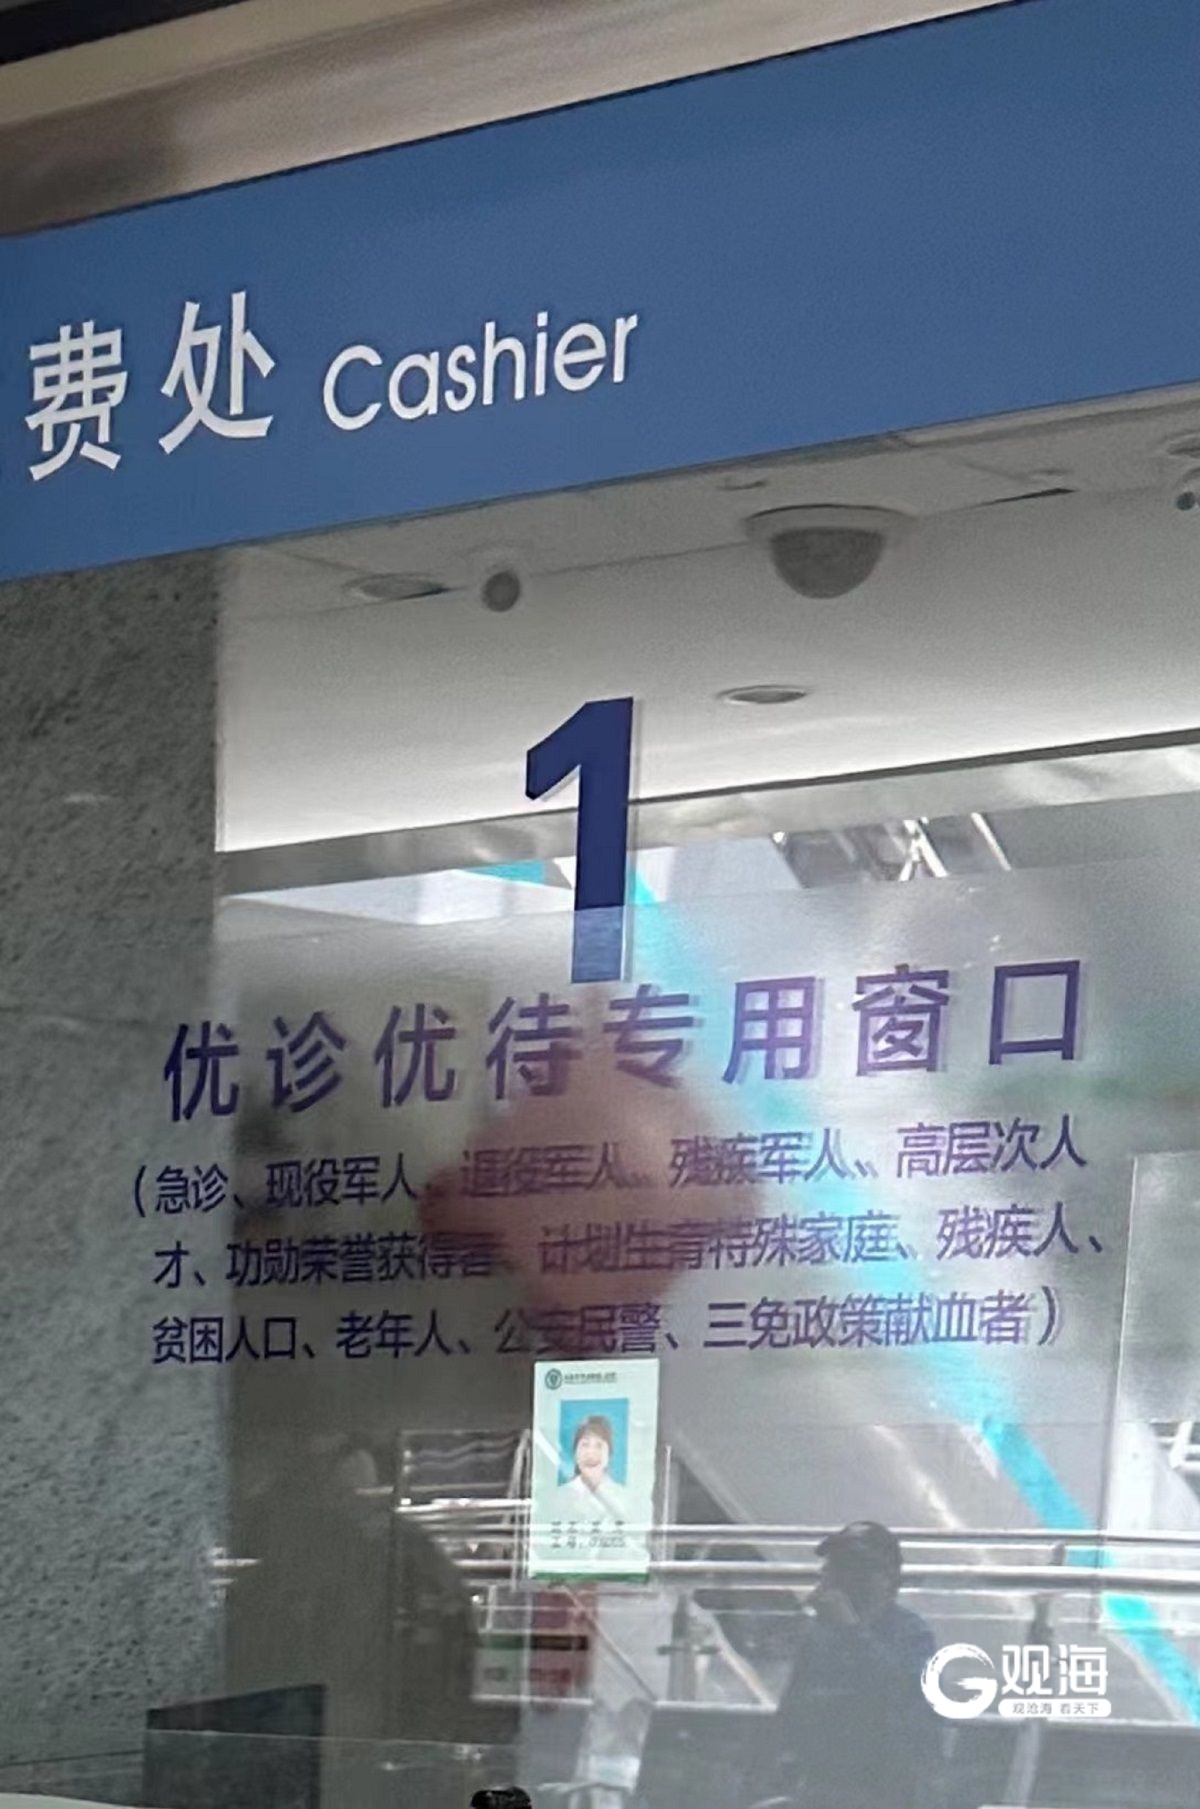 费处 Cashier
1
优诊优待专用窗口
(急诊、现役军人、退役军人、残疾军人、高层次人
才、功勋荣誉获得者、计划生育特殊家庭、残疾人、
贫困人口、老年人、公安民警、三免政策献血者)
观海
观沧海 看天下